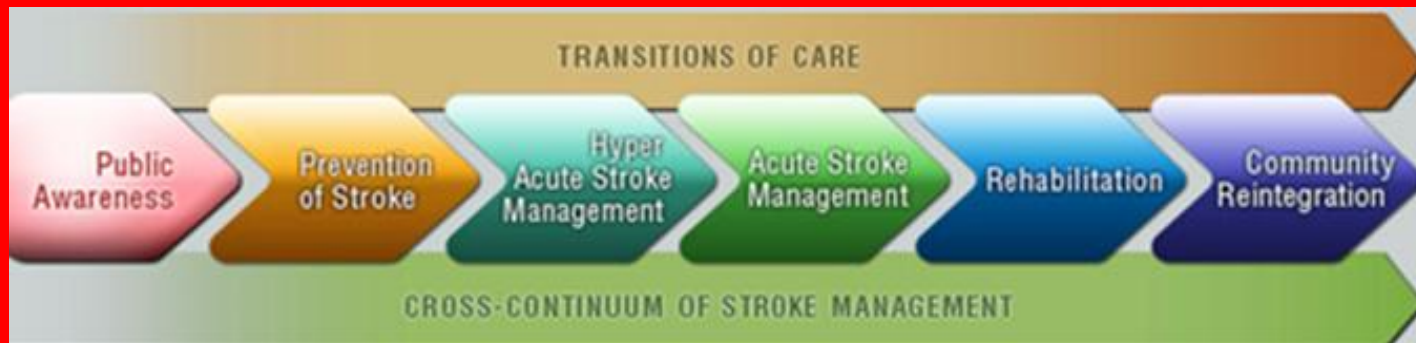 TRANSITIONS OF CARE
Public
Awareness
Prevention
of Stroke
Hyper
Acute Stroke
Management
Acute Stroke
Management
Rehabilitation
Community
Reintegration
CROSS-CONTINUUM OF STROKE MANAGEMENT